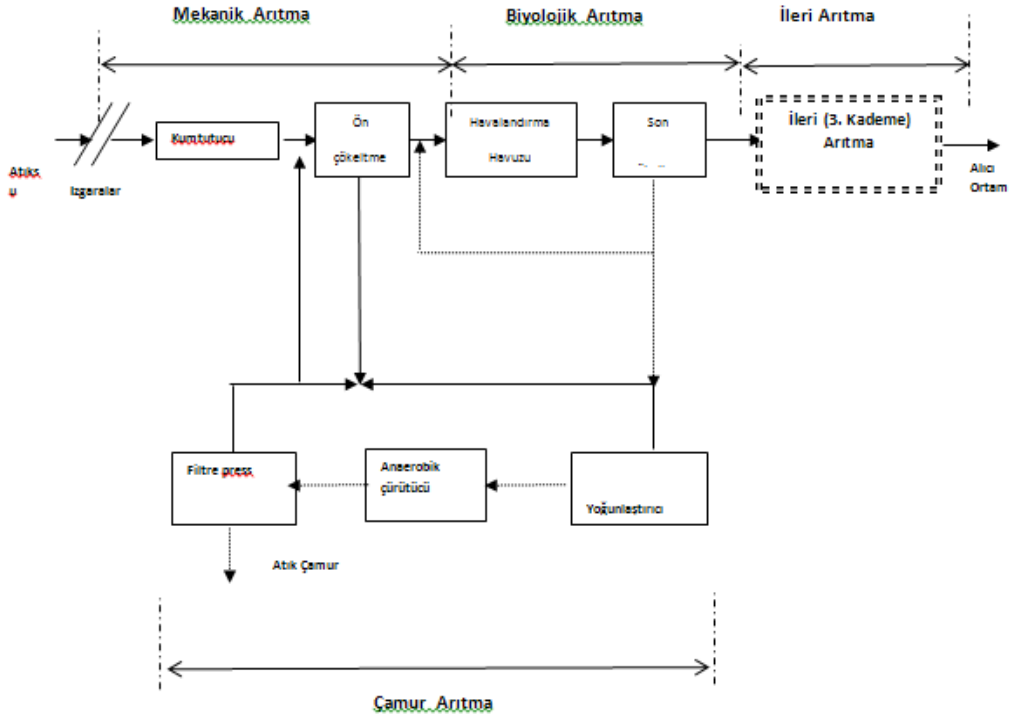 Mekanik Arıtma
Biyolojik Arıtma
İleri Arıtma
Atıks
u
Izgaralar
Kumtutucu
Ön
çökeltme
Havalandırma
Havuzu
Son
İleri (3. Kademe)
Arıtma
Alıcı
Ortam
Filtre press
Anaerobik
çürütücü
Yoğunlaştırıcı
Atık Çamur
Çamur Arıtma